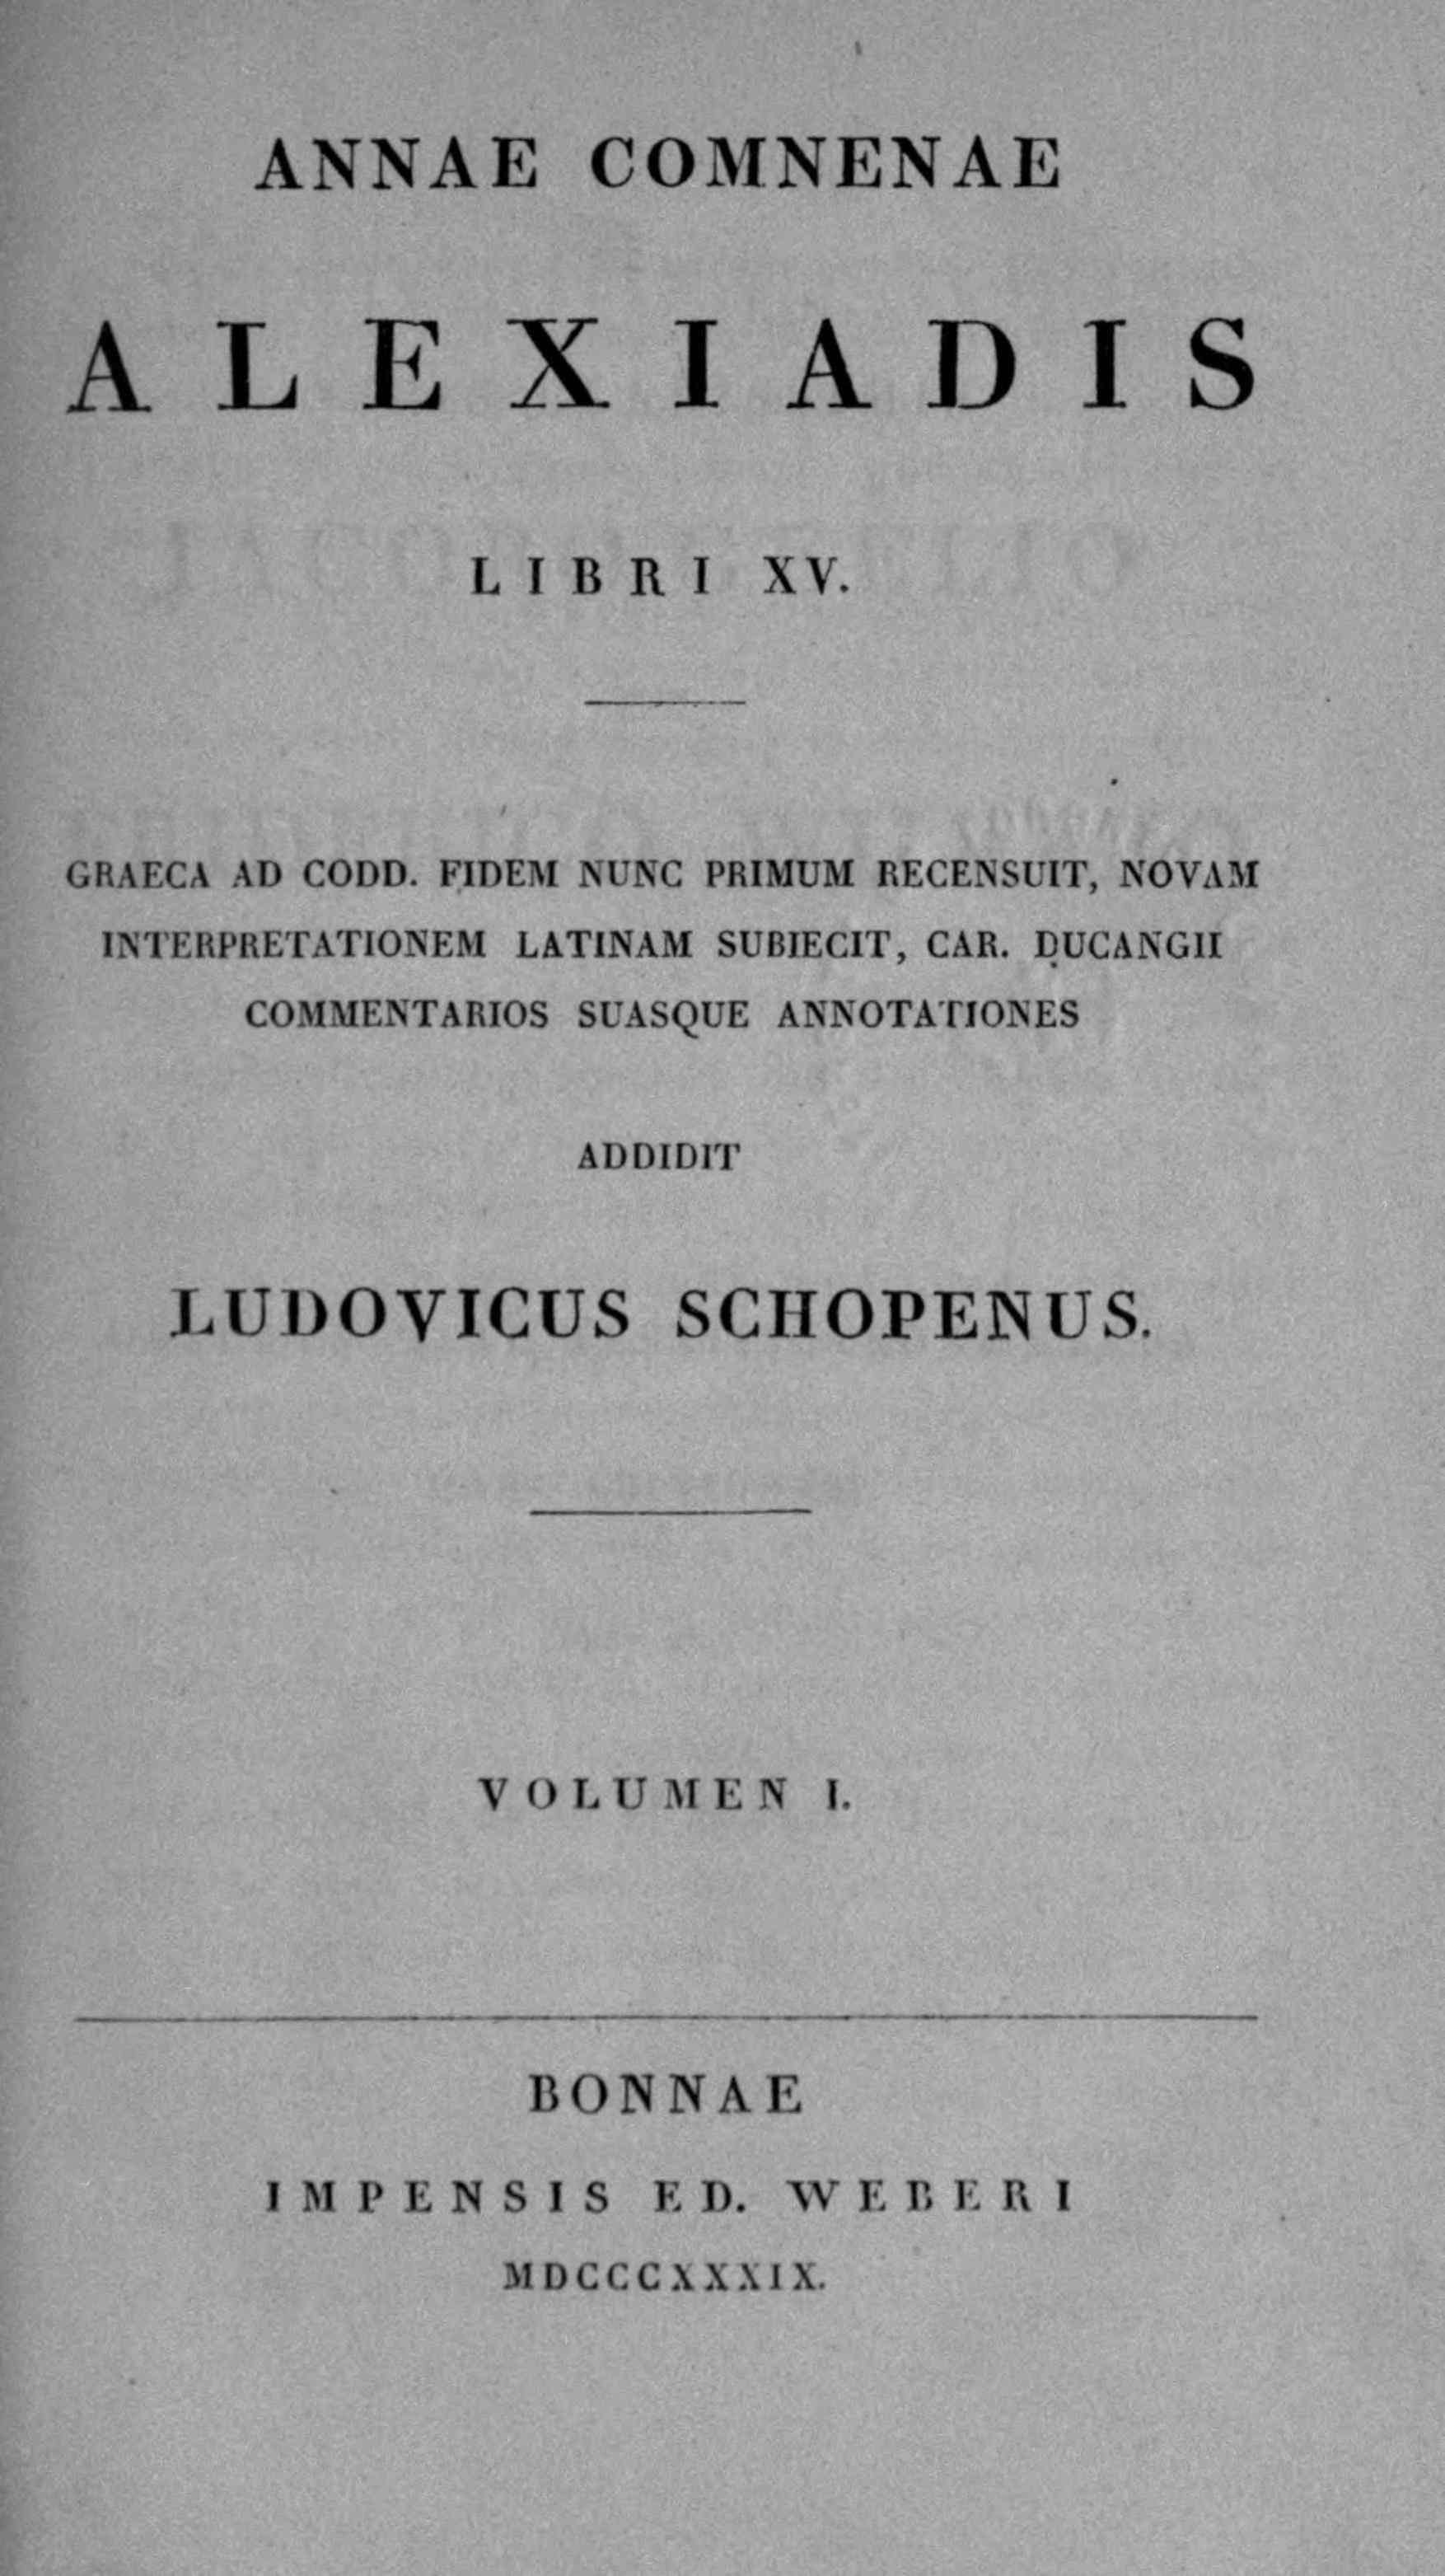 ANNAE COMNENAE
ALEXIADIS
LIBRI XV.
GRAECA AD CODD. FIDEM NUNC PRIMUM RECENSUIT, NOVAM
INTERPRETATIONEM LATINAM SUBIECIT, CAR. DUCANGII
COMMENTARIOS SUASQUE ANNOTATIONES
ADDIDIT
LUDOVICUS SCHOPENUS.
VOLUMEN I.
BONNAE
IMPENSIS ED. WEBERI
MDCCCXXXIX.